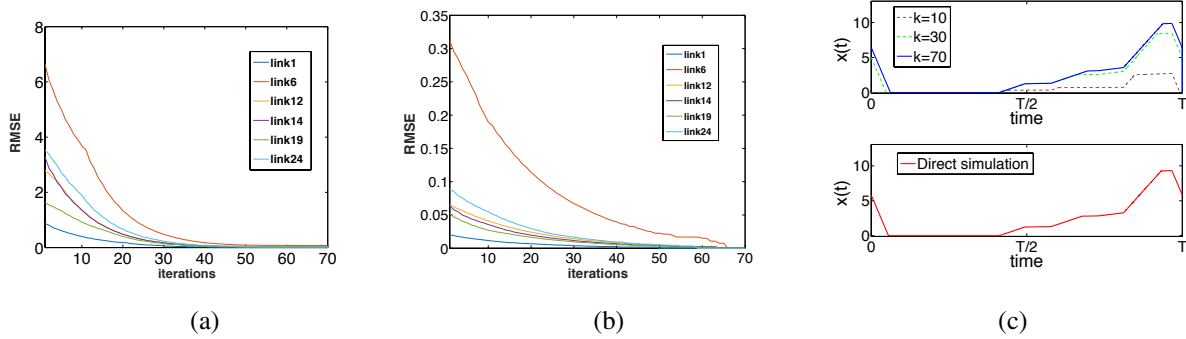 8
6
4
2
0
RMSE
10 20 30 40 50 60 70
iterations
link1
link6
link12
link14
link19
link24
(a)
0.35
0.3
0.25
0.2
0.15
0.1
0.05
0
RMSE
10 20 30 40 50 60 70
iterations
link1
link6
link12
link14
link19
link24
(b)
10
5
0
x(t)
k=10
k=30
k=70
0 T/2 T
time
10
5
0
x(t)
Direct simulation
0 T/2 T
time
(c)